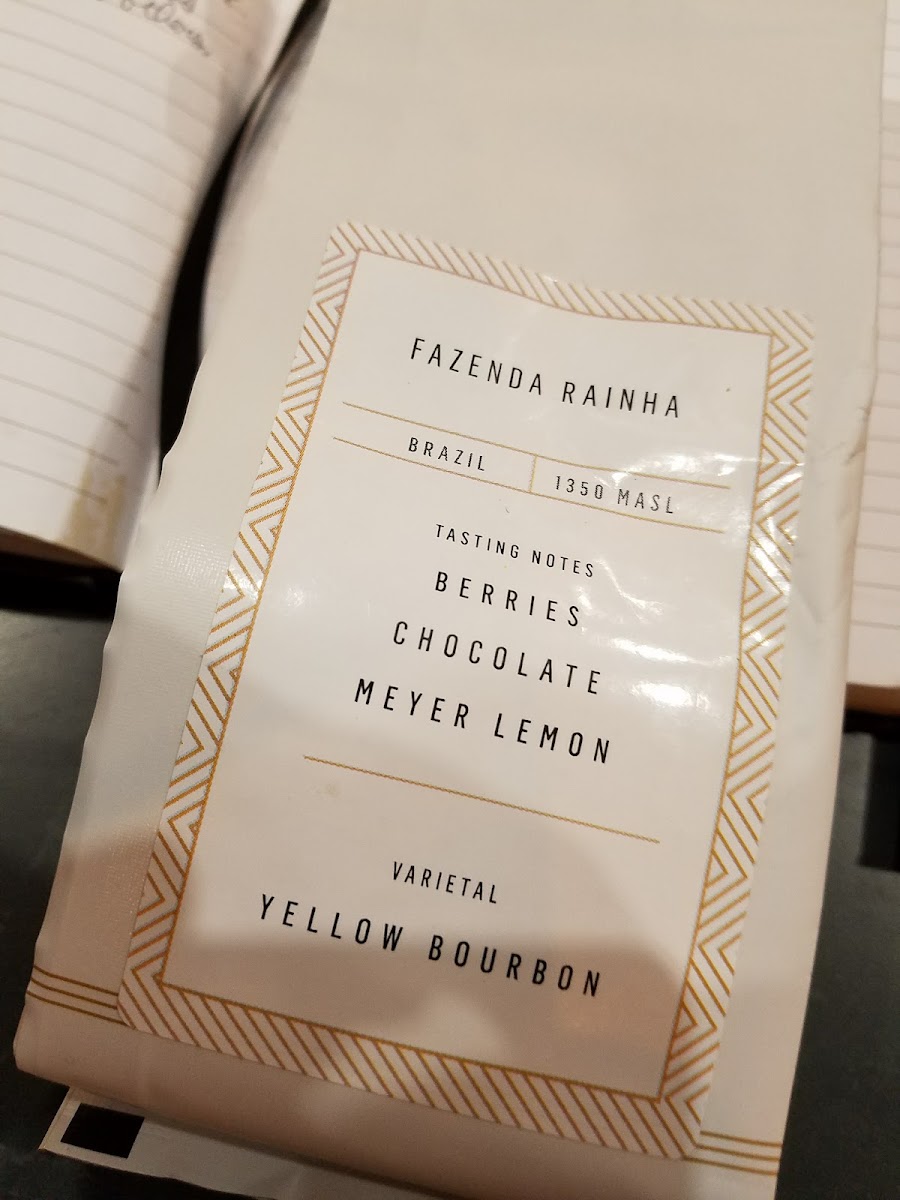 FAZENDA RAINHA
BRAZIL 1350 MASL
TASTING NOTES
BERRIES
CHOCOLATE
MEYER LEMON
VARIETAL
YELLOW BOURBON